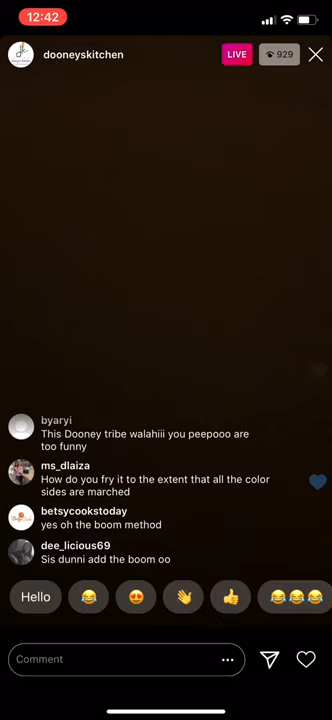 12:42
dooneyskitchen
LIVE
929
byaryi
This Dooney tribe walahiii you peepooo are
too funny
ms_dlaiza
How do you fry it to the extent that all the color
sides are marched
betsycookstoday
yes oh the boom method
dee_licious69
Sis dunni add the boom oo
Hello
Comment